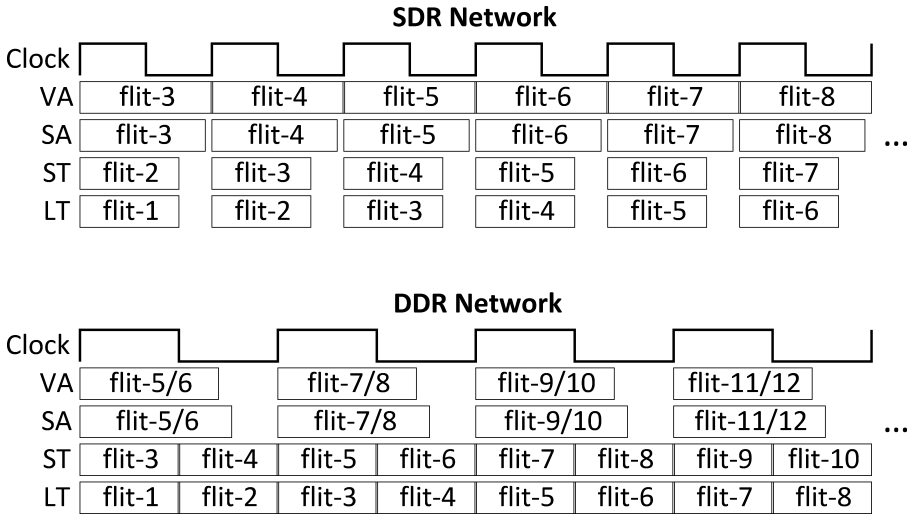 SDR Network
Clock
VA flit-3 flit-4 flit-5 flit-6 flit-7 flit-8
SA flit-3 flit-4 flit-5 flit-6 flit-7 flit-8 ...
ST flit-2 flit-3 flit-4 flit-5 flit-6 flit-7
LT flit-1 flit-2 flit-3 flit-4 flit-5 flit-6
DDR Network
Clock
VA flit-5/6 flit-7/8 flit-9/10 flit-11/12
SA flit-5/6 flit-7/8 flit-9/10 flit-11/12 ...
ST flit-3 flit-4 flit-5 flit-6 flit-7 flit-8 flit-9 flit-10
LT flit-1 flit-2 flit-3 flit-4 flit-5 flit-6 flit-7 flit-8